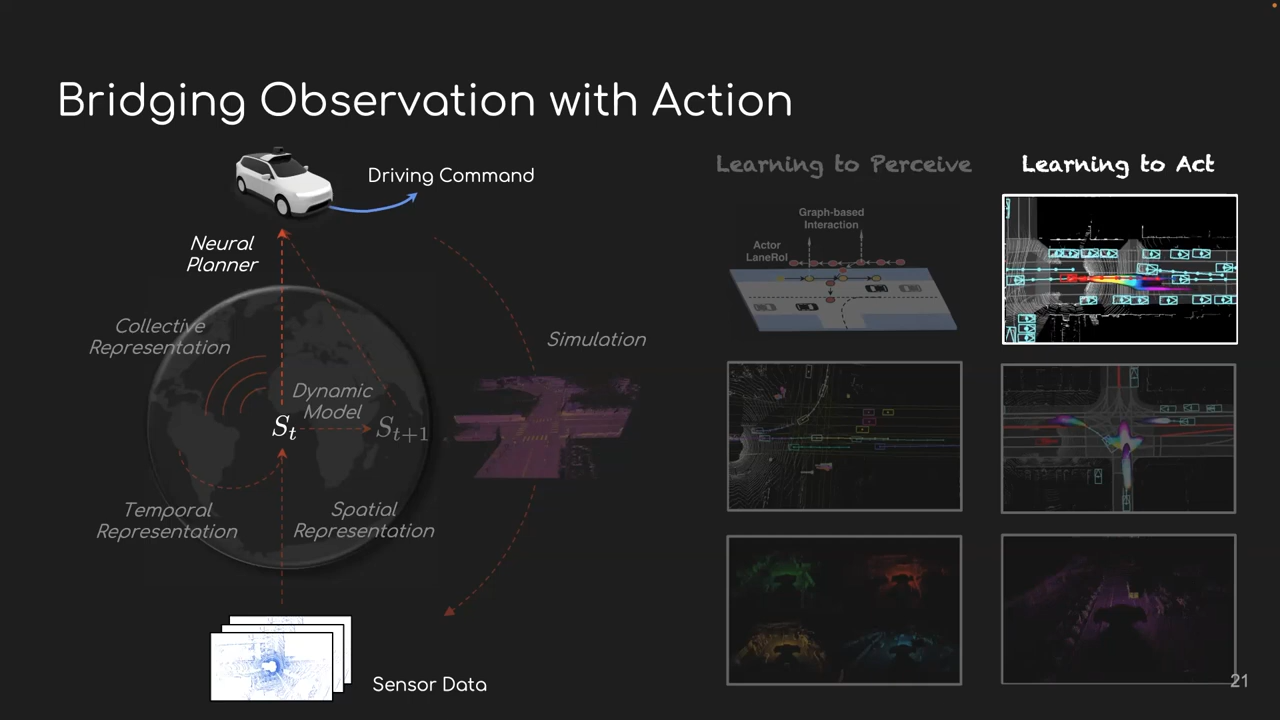 Bridging Observation with Action
Driving Command
Neural
Planner
Collective
Representation
Dynamic
Model
S_t
S_{t+1}
Temporal
Representation
Spatial
Representation
Simulation
Sensor Data
Learning to Perceive
Graph-based
Interaction
Actor
LaneRoI
Learning to Act
21